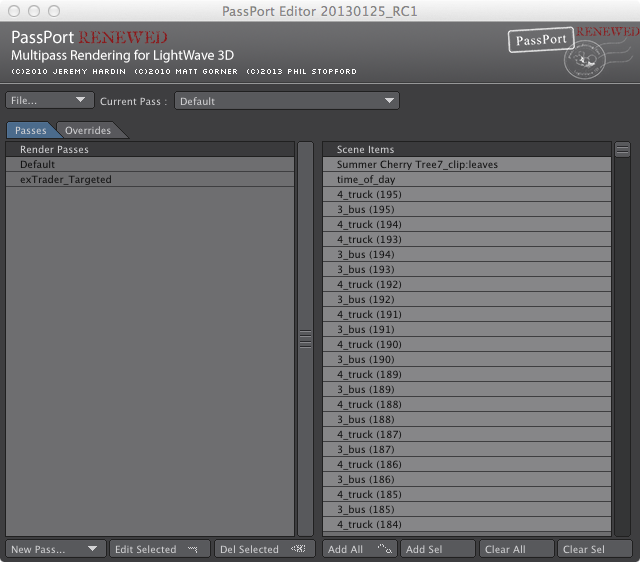 PassPort Editor 20130125_RC1
PassPort RENEWED
Multipass Rendering for LightWave 3D
(C)2010 JEREMY HARDIN (C)2010 MATT GORNER (C)2013 PHIL STOPFORD
PassPort RENEWED
File... Current Pass : Default
Passes Overrides
Render Passes
Default
exTrader_Targeted
Scene Items
Summer Cherry Tree7_clip:leaves
time_of_day
4_truck (195)
3_bus (195)
4_truck (194)
4_truck (193)
3_bus (194)
3_bus (193)
4_truck (192)
3_bus (192)
4_truck (191)
3_bus (191)
4_truck (190)
3_bus (190)
4_truck (189)
3_bus (189)
4_truck (188)
3_bus (188)
4_truck (187)
3_bus (187)
4_truck (186)
3_bus (186)
4_truck (185)
3_bus (185)
4_truck (184)
New Pass... Edit Selected Del Selected Add All Add Sel Clear All Clear Sel